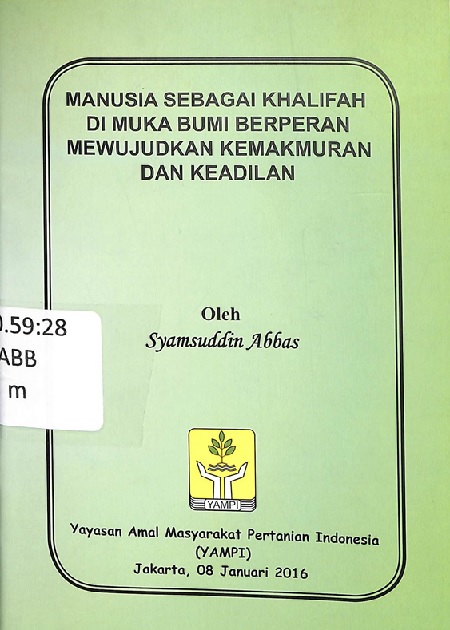 MANUSIA SEBAGAI KHALIFAH
DI MUKA BUMI BERPERAN
MEWUJUDKAN KEMAKMURAN
DAN KEADILAN
Oleh
Syamsuddin Abbas
.59:28
ABB
m
YAMPI
Yayasan Amal Masyarakat Pertanian Indonesia
(YAMPI)
Jakarta, 08 Januari 2016